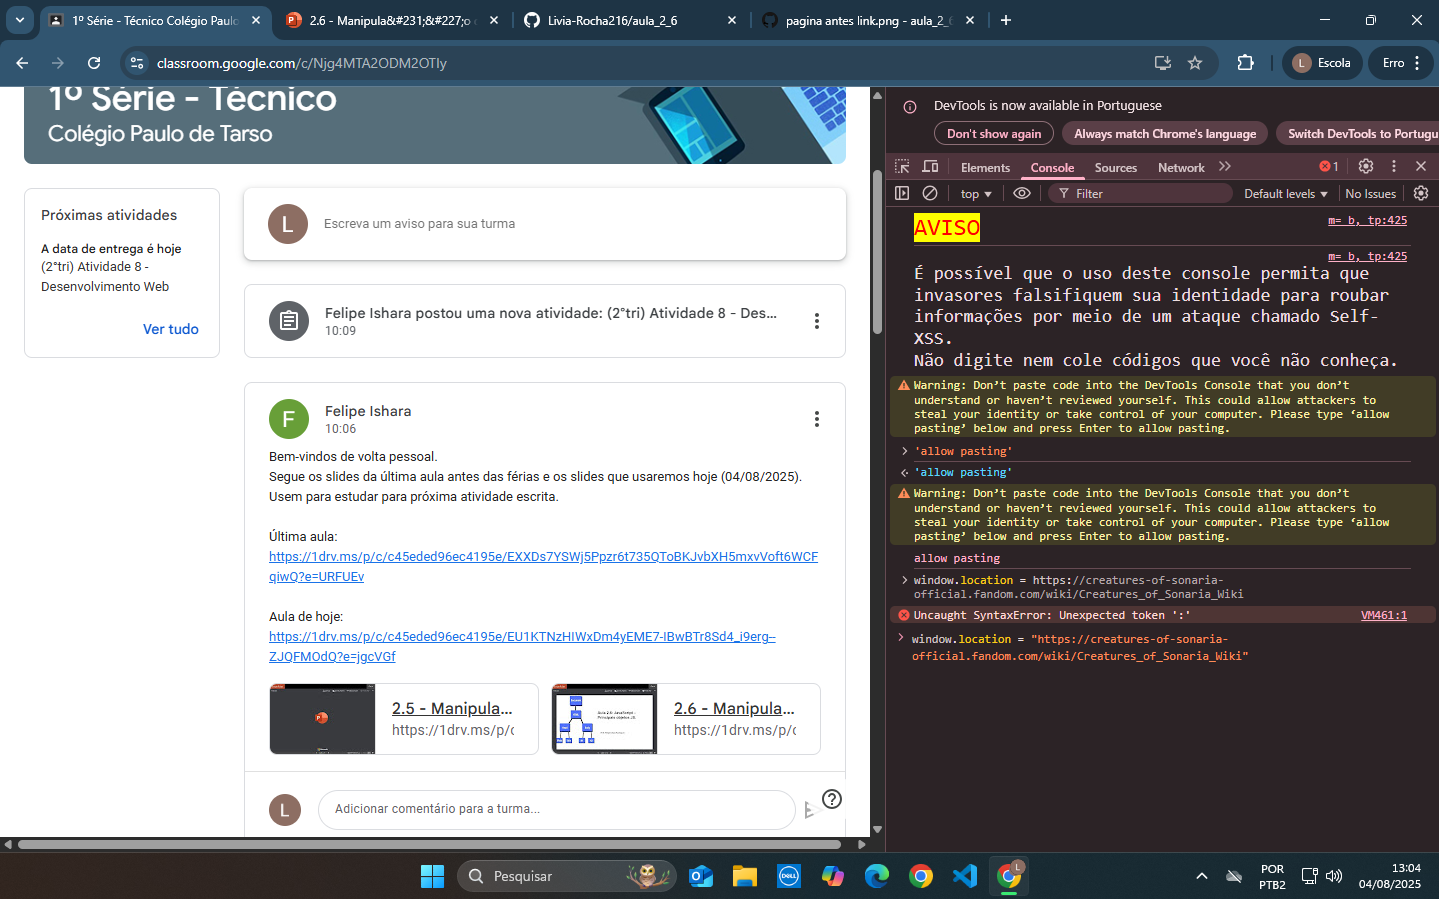 1º Série - Técnico Colégio Paulo
2.6 - Manipula&#231;&#227;o
Livia-Rocha216/aula_2_6
pagina antes link.png - aula_2_6
classroom.google.com/c/Njg4MTA2ODM2OTIy
L Escola
Erro
1º Série - Técnico
Colégio Paulo de Tarso
Próximas atividades
A data de entrega é hoje
(2°tri) Atividade 8 -
Desenvolvimento Web
Ver tudo
L
Escreva um aviso para sua turma
Felipe Ishara postou uma nova atividade: (2°tri) Atividade 8 - Des...
10:09
F
Felipe Ishara
10:06
Bem-vindos de volta pessoal.
Segue os slides da última aula antes das férias e os slides que usaremos hoje (04/08/2025).
Usem para estudar para próxima atividade escrita.
Última aula:
https://1drv.ms/p/c/c45eded96ec4195e/EXXDs7YSWj5Ppzr6t735QToBKJvbXH5mxvVoft6WCF
qiwQ?e=URFUEv
Aula de hoje:
https://1drv.ms/p/c/c45eded96ec4195e/EU1KTNzHIWxDm4yEME7-IBwBTr8Sd4_i9erg--
ZJQFMOdQ?e=jgcVGf
2.5 - Manipula...
https://1drv.ms/p/c
2.6 - Manipula...
https://1drv.ms/p/c
L
Adicionar comentário para a turma...
DevTools is now available in Portuguese
Don't show again
Always match Chrome's language
Switch DevTools to Portugu
Elements
Console
Sources
Network
1
top
Filter
Default levels
No Issues
AVISO
m=_b,_tp:425
m=_b,_tp:425
É possível que o uso deste console permita que
invasores falsifiquem sua identidade para roubar
informações por meio de um ataque chamado Self-
XSS.
Não digite nem cole códigos que você não conheça.
Warning: Don’t paste code into the DevTools Console that you don’t
understand or haven’t reviewed yourself. This could allow attackers to
steal your identity or take control of your computer. Please type ‘allow
pasting’ below and press Enter to allow pasting.
'allow pasting'
'allow pasting'
Warning: Don’t paste code into the DevTools Console that you don’t
understand or haven’t reviewed yourself. This could allow attackers to
steal your identity or take control of your computer. Please type ‘allow
pasting’ below and press Enter to allow pasting.
allow pasting
window.location = https://creatures-of-sonaria-
official.fandom.com/wiki/Creatures_of_Sonaria_Wiki
Uncaught SyntaxError: Unexpected token ':'
VM461:1
window.location = "https://creatures-of-sonaria-
official.fandom.com/wiki/Creatures_of_Sonaria_Wiki"
Pesquisar
DELL
L
POR
PTB2
13:04
04/08/2025